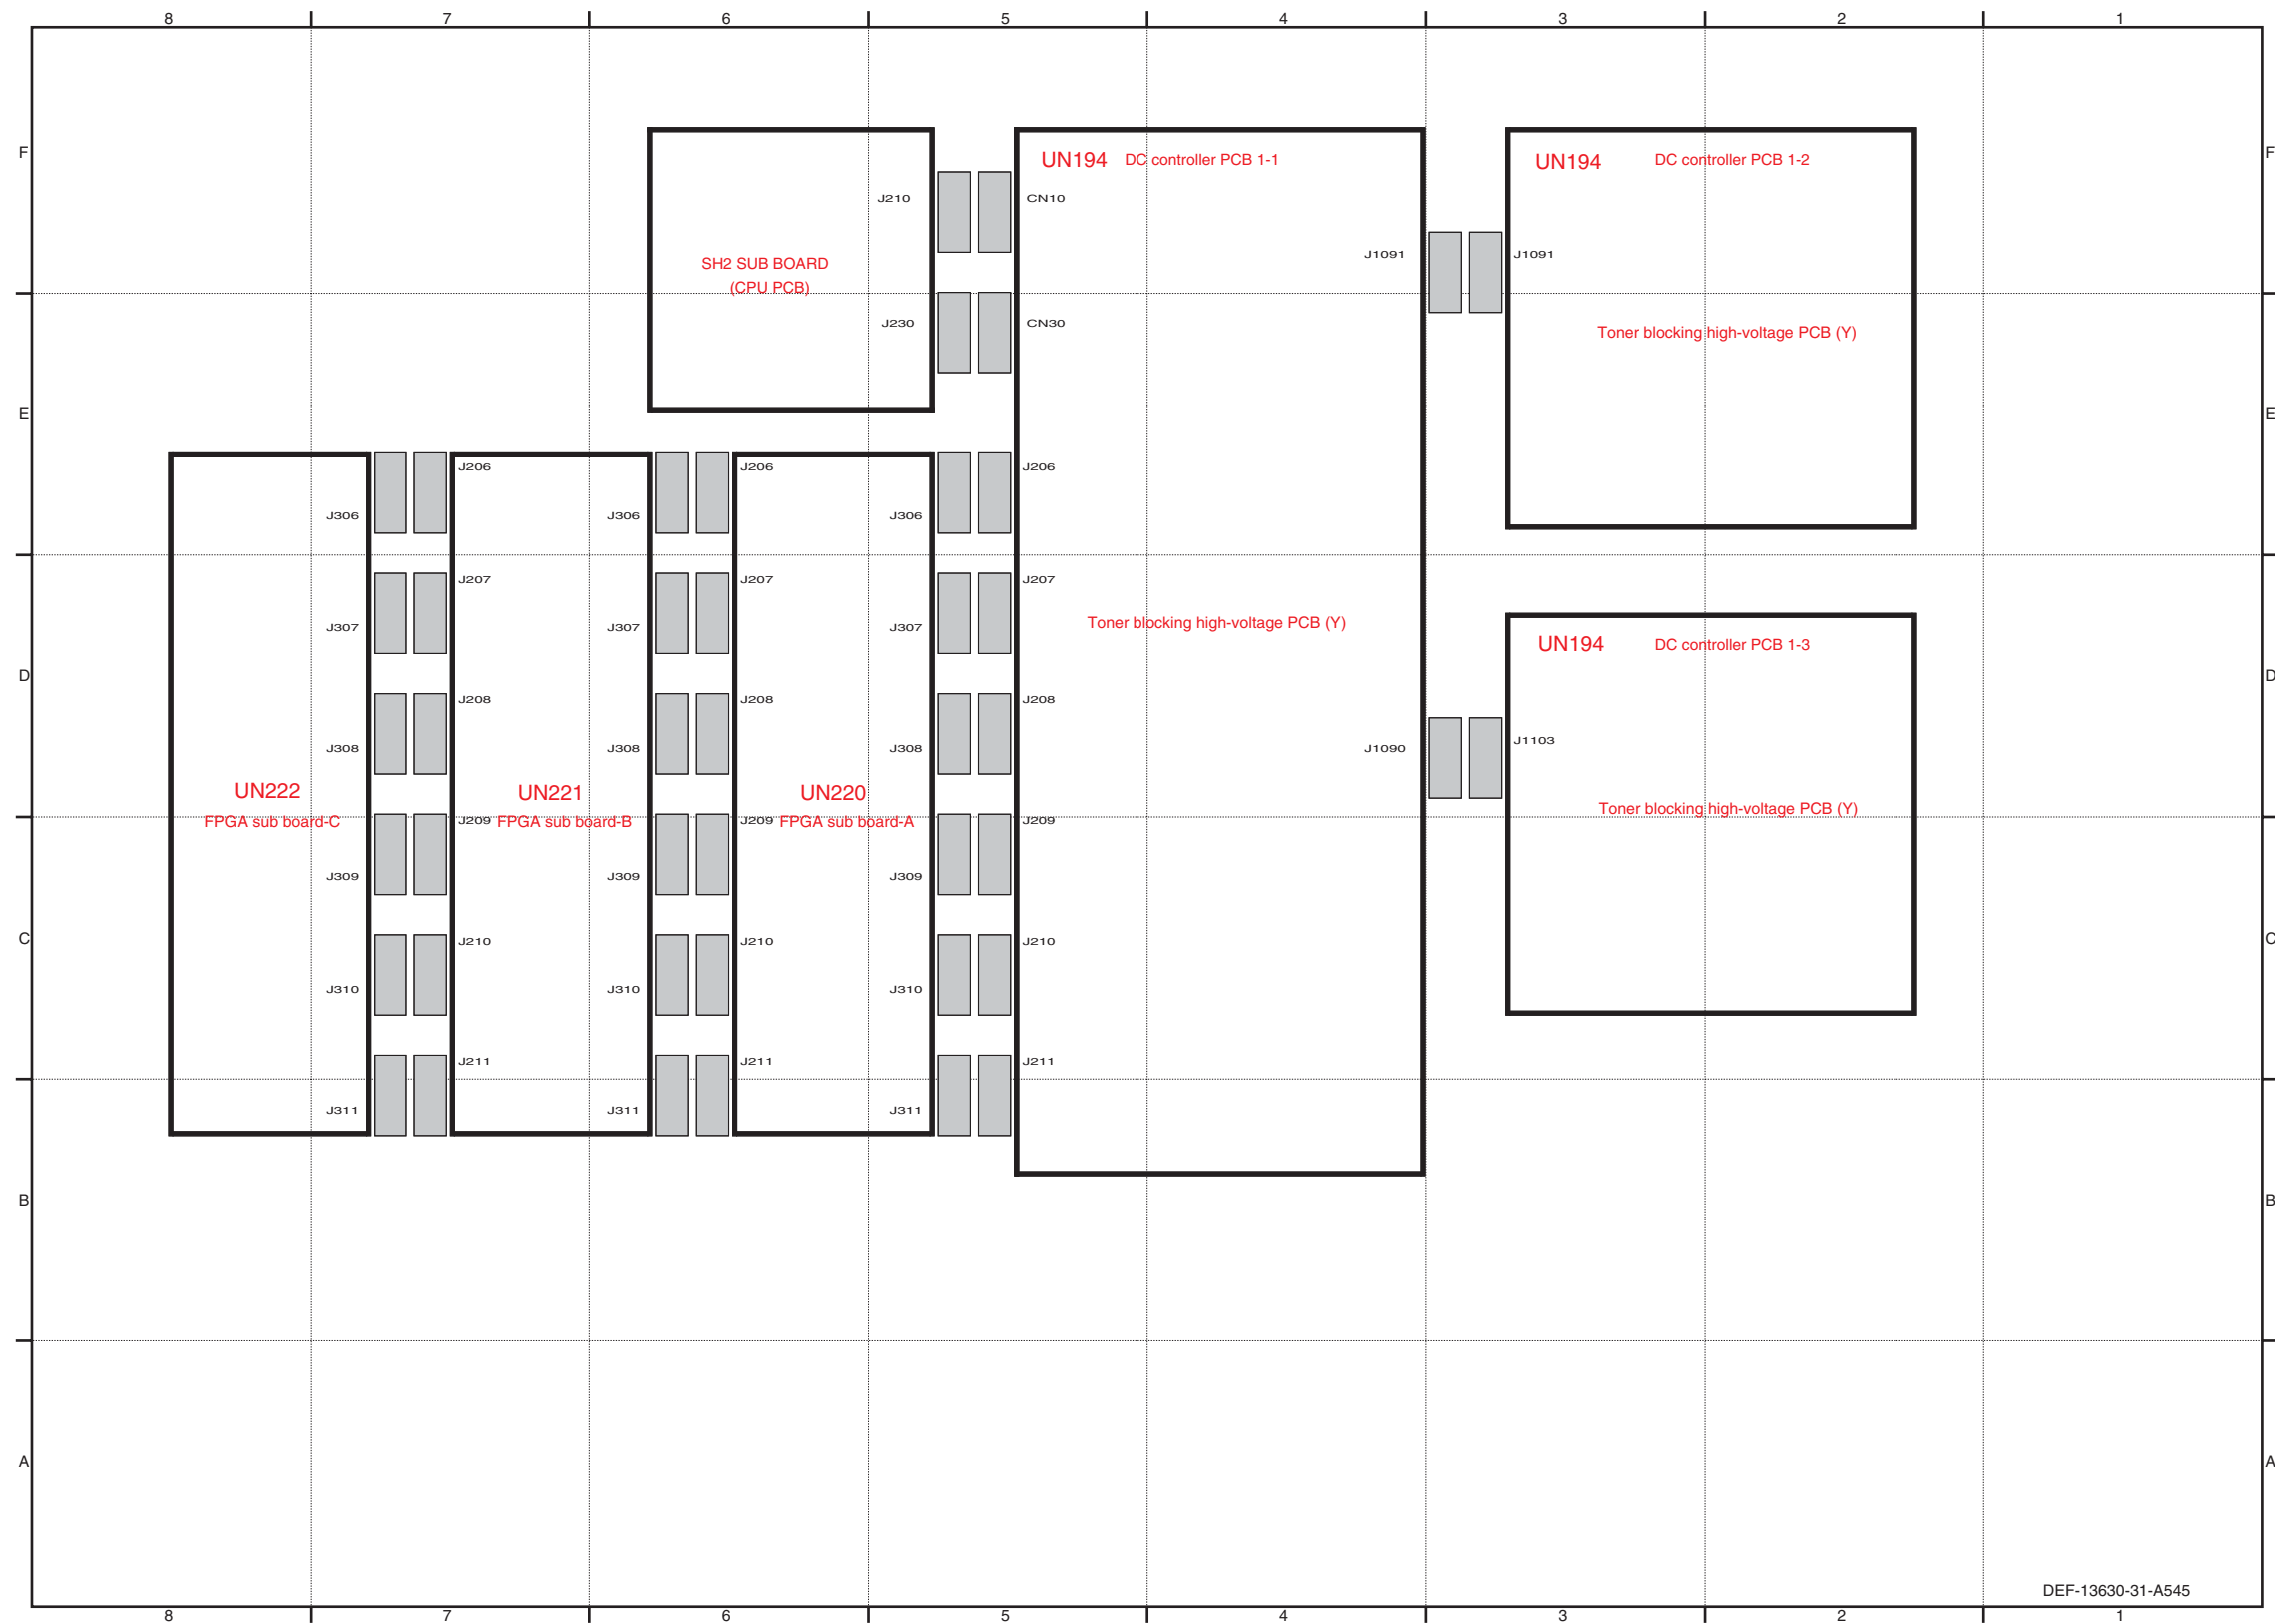 8 7 6 5 4 3 2 1
F F
UN194 DC controller PCB 1-1
UN194 DC controller PCB 1-2
J210 CN10
J1091 J1091
SH2 SUB BOARD
(CPU PCB)
J230 CN30
Toner blocking high-voltage PCB (Y)
E E
J206 J206 J206
J306 J306 J306
J207 J207 J207
J307 J307 J307
Toner blocking high-voltage PCB (Y)
UN194 DC controller PCB 1-3
D D
J208 J208 J208
J308 J308 J308
J1090 J1103
UN222 UN221 UN220
Toner blocking high-voltage PCB (Y)
FPGA sub board-C J209 FPGA sub board-B J209 FPGA sub board-A J209
J309 J309 J309
C C
J210 J210 J210
J310 J310 J310
J211 J211 J211
J311 J311 J311
B B
A A
DEF-13630-31-A545
8 7 6 5 4 3 2 1